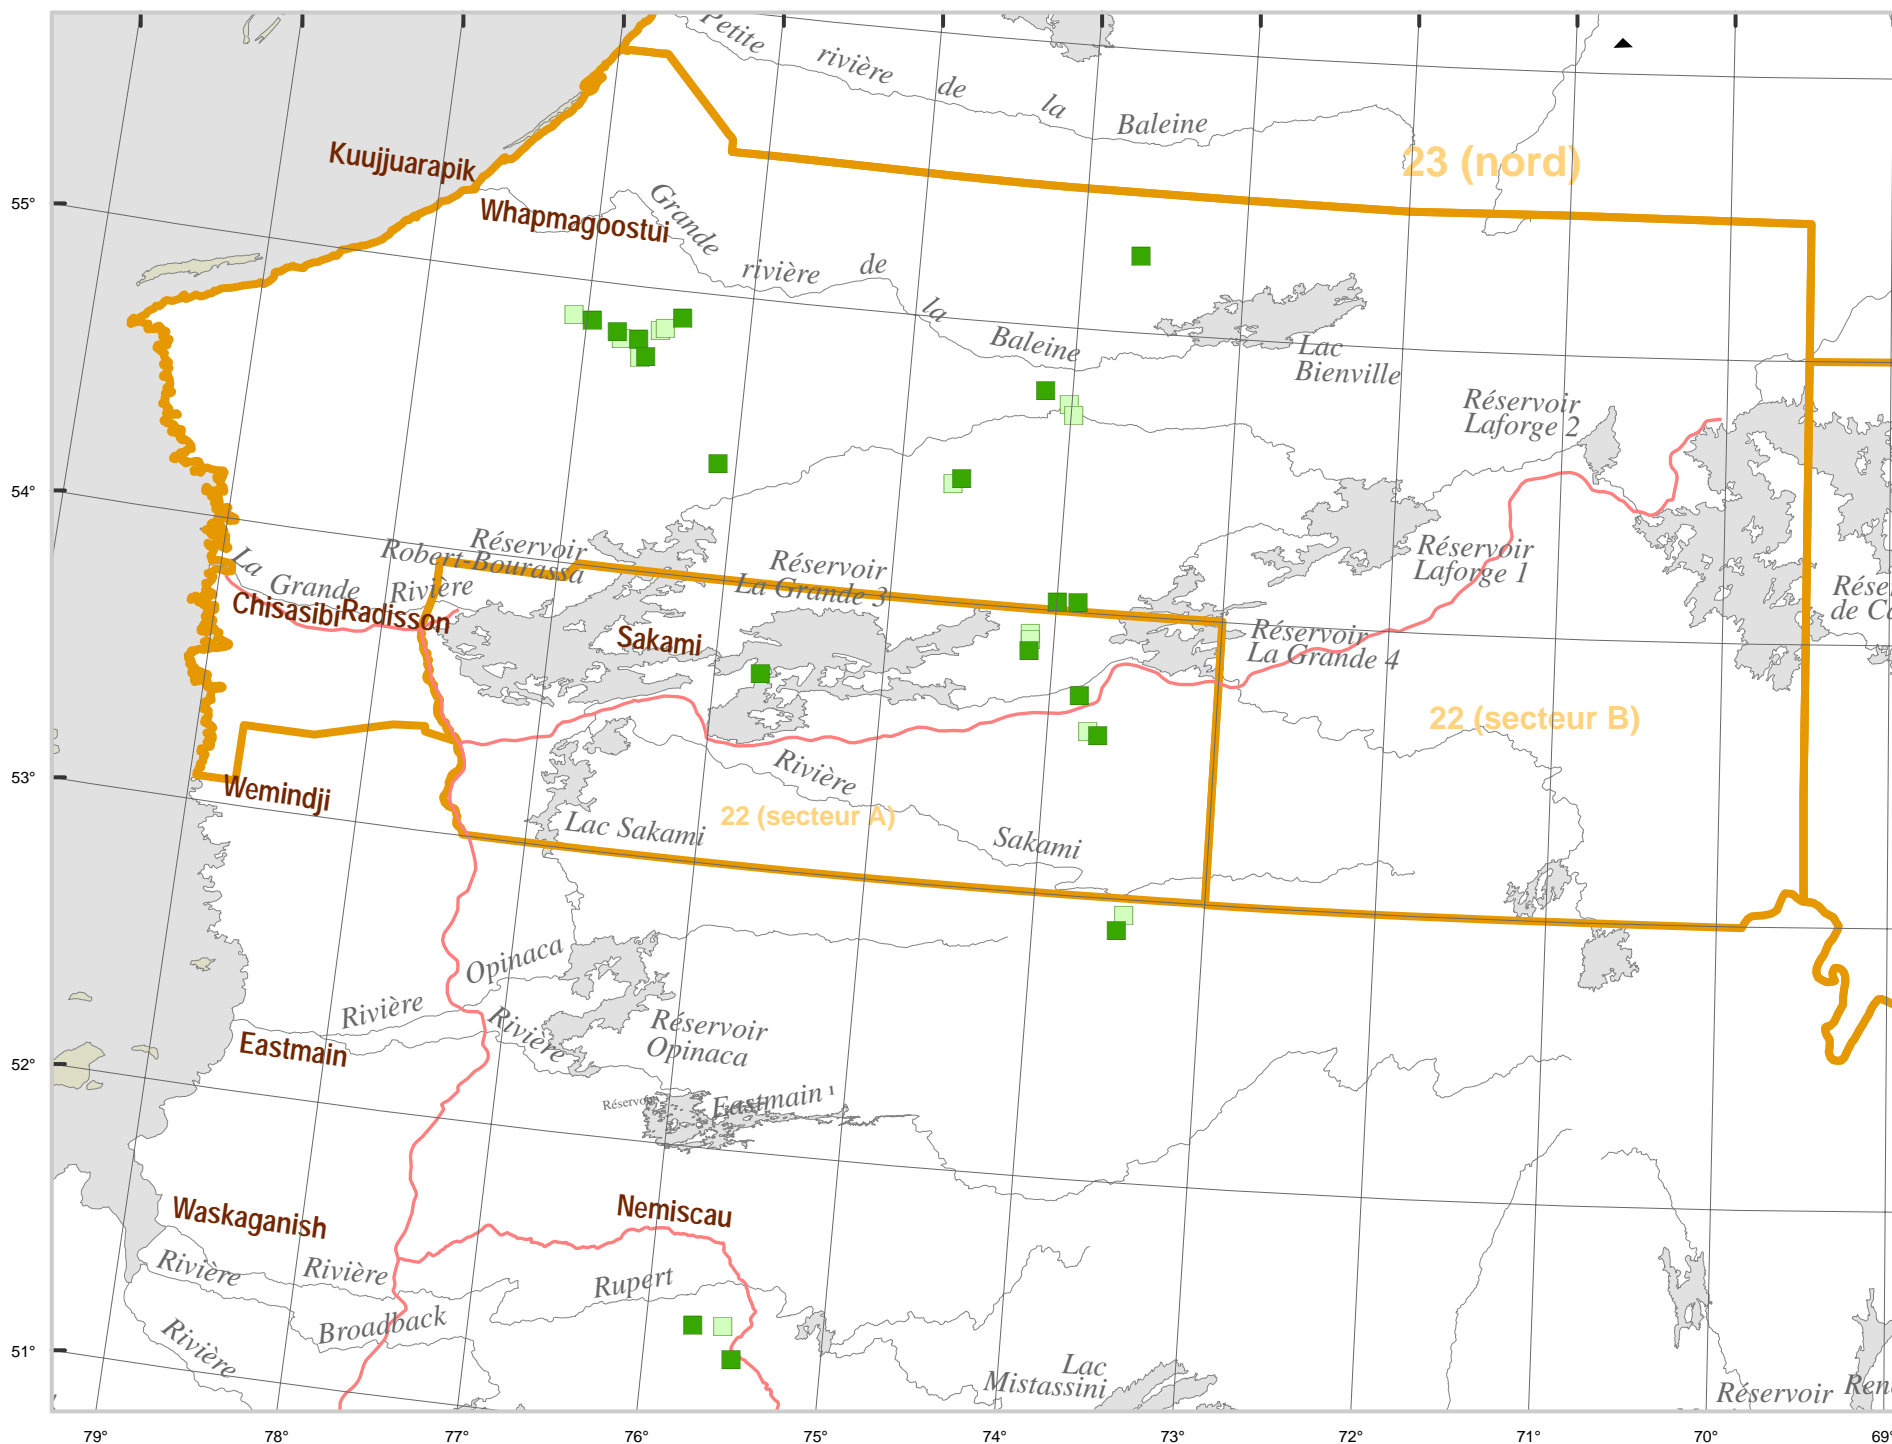 Petite
rivière
de
la
Baleine
23 (nord)
Kuujjuarapik
55°
Whapmagoostui
Grande
rivière
de
la
Baleine
Lac
Bienville
Réservoir
Laforge 2
54°
Réservoir
Robert-Bourassa
La
Grande
Rivière
Réservoir
La Grande 3
Réservoir
Laforge 1
Chisasibi
Radisson
Sakami
Réservoir
La Grande 4
22 (secteur B)
53°
Wemindji
Rivière
22 (secteur A)
Lac Sakami
Sakami
Opinaca
Rivière
Rivière
Réservoir
Opinaca
52°
Eastmain
Réservoir
Eastmain 1
Waskaganish
Nemiscau
Rivière
Rivière
Rupert
Broadback
Rivière
51°
Lac
Mistassini
Réservoir
79°
78°
77°
76°
75°
74°
73°
72°
71°
70°
69°